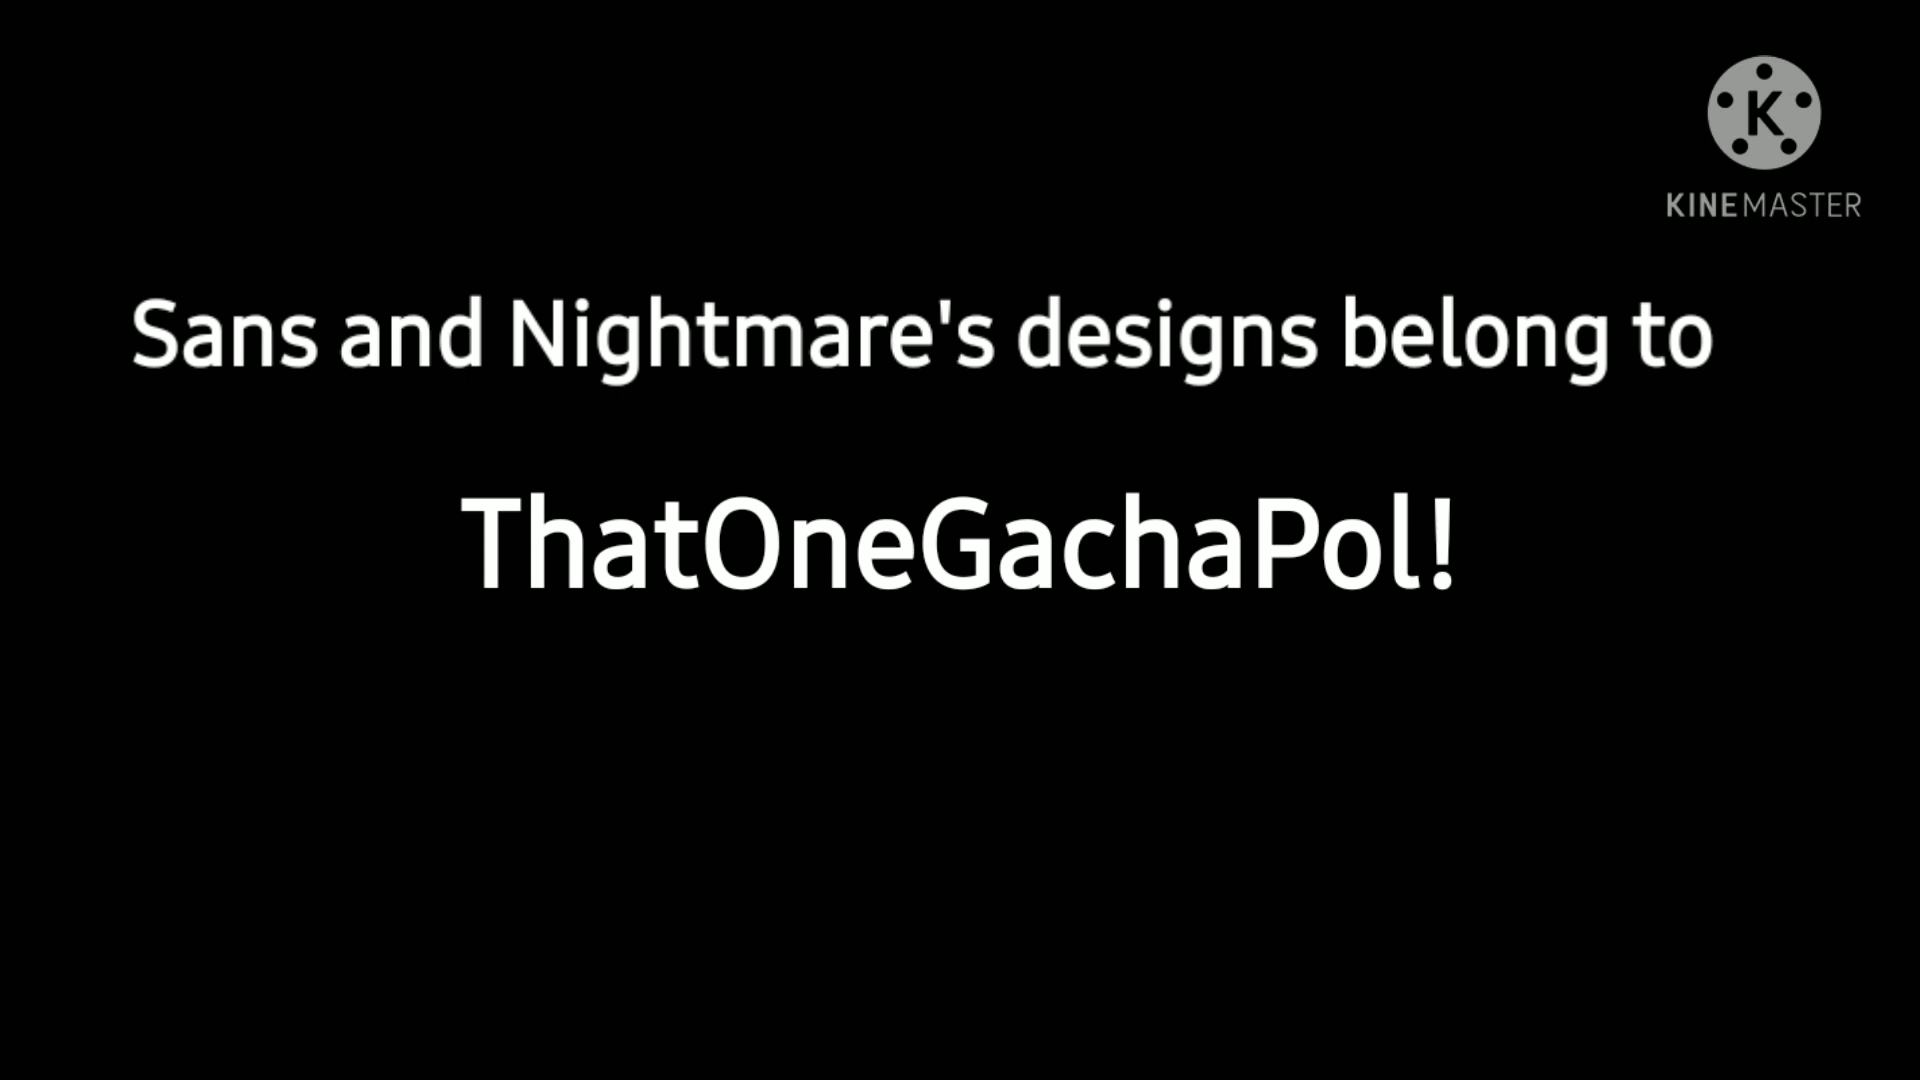 K
KINEMASTER
Sans and Nightmare's designs belong to
ThatOneGachaPol!